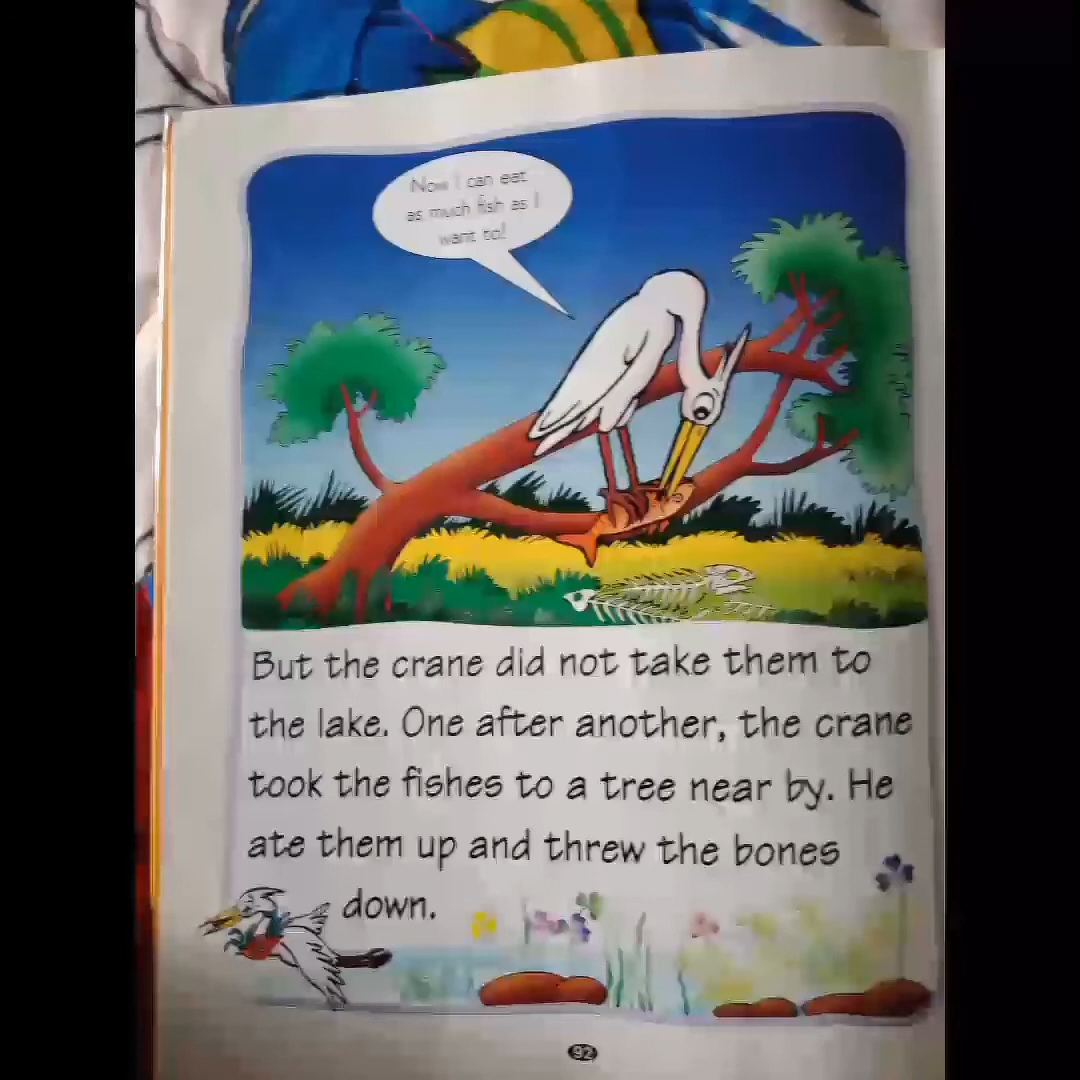 Now I can eat
as much fish as I
want to!
But the crane did not take them to
the lake. One after another, the crane
took the fishes to a tree near by. He
ate them up and threw the bones
down.
92